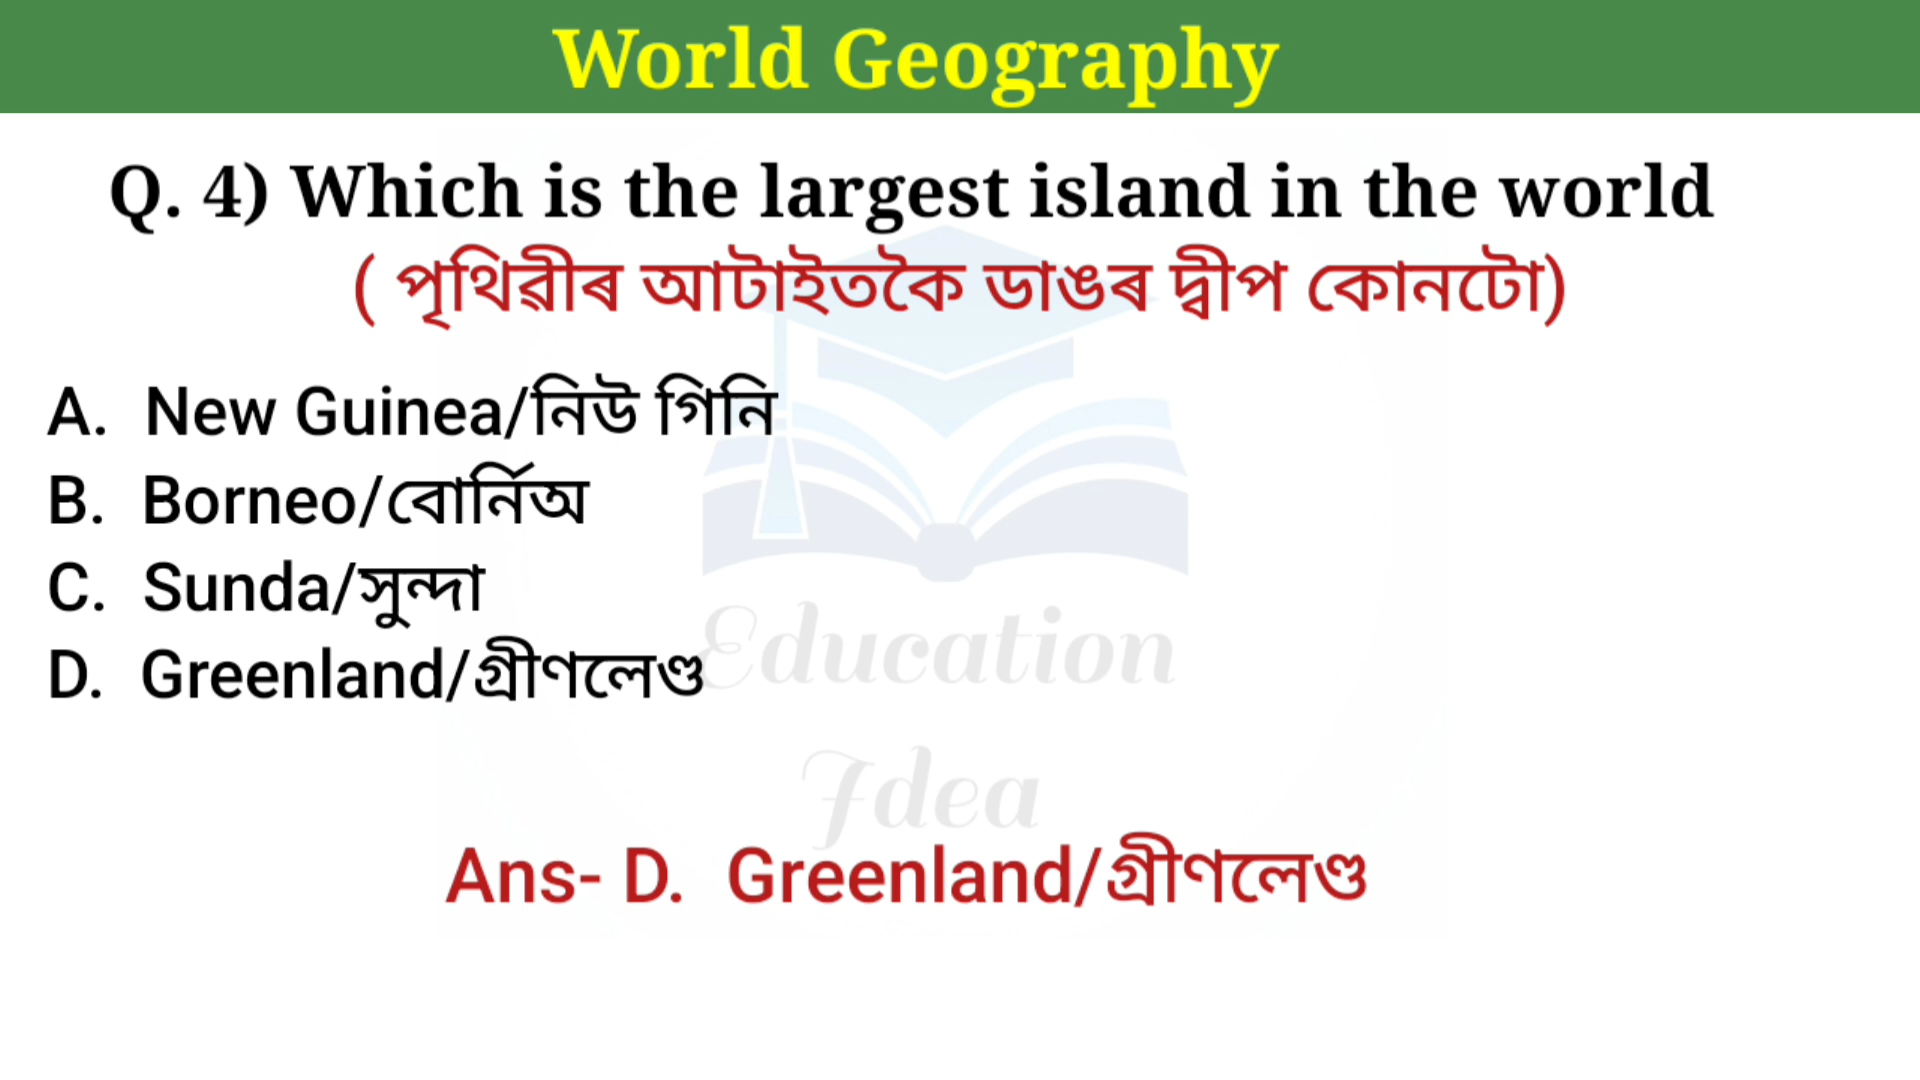 World Geography
Q. 4) Which is the largest island in the world
( পৃথিৱীৰ আটাইতকৈ ডাঙৰ দ্বীপ কোনটো)
A. New Guinea/নিউ গিনি
B. Borneo/বোৰ্নিঅ
C. Sunda/সুন্দা
D. Greenland/গ্ৰীণলেণ্ড
Education
Idea
Ans- D. Greenland/গ্ৰীণলেণ্ড